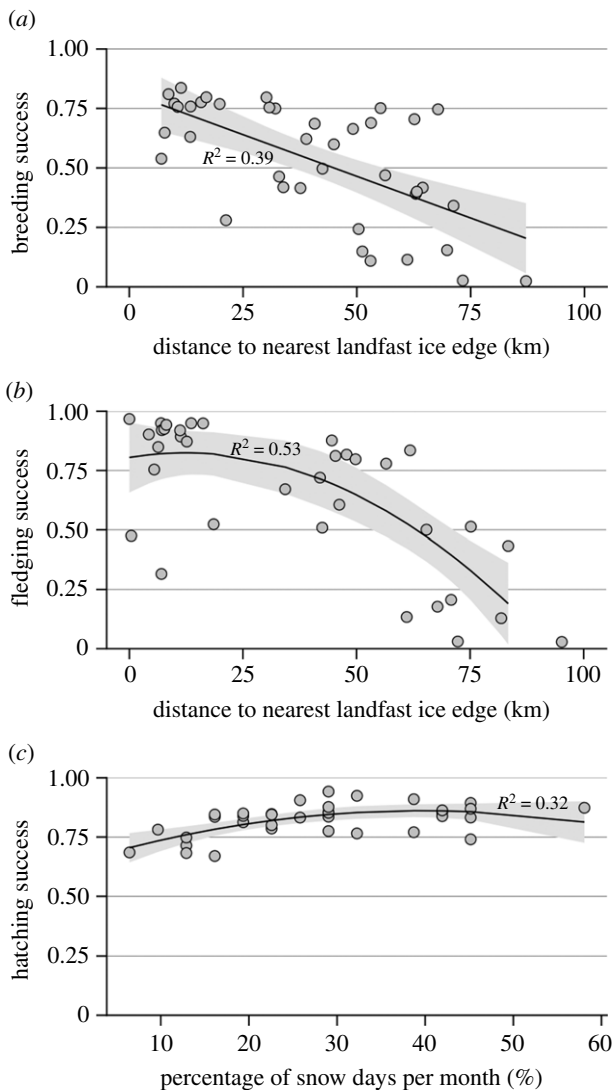 (a)
1.00
0.75
0.50
0.25
0
breeding success
R² = 0.39
0 25 50 75 100
distance to nearest landfast ice edge (km)
(b)
1.00
0.75
0.50
0.25
0
fledging success
R² = 0.53
0 25 50 75 100
distance to nearest landfast ice edge (km)
(c)
1.00
0.75
0.50
0.25
0
hatching success
R² = 0.32
10 20 30 40 50 60
percentage of snow days per month (%)